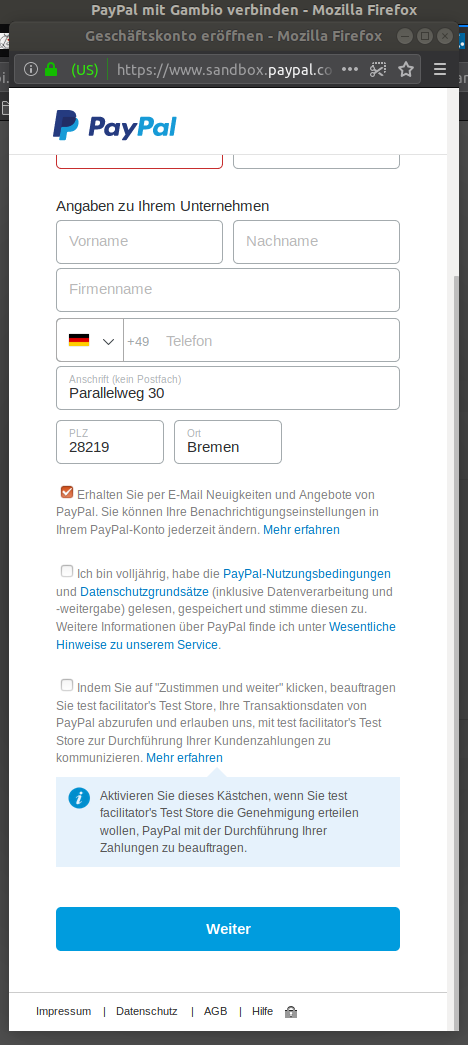 PayPal mit Gambio verbinden - Mozilla Firefox
Geschäftskonto eröffnen - Mozilla Firefox
(US) https://www.sandbox.paypal.co
PayPal
Angaben zu Ihrem Unternehmen
Vorname Nachname
Firmenname
+49 Telefon
Anschrift (kein Postfach)
Parallelweg 30
PLZ Ort
28219 Bremen
Erhalten Sie per E-Mail Neuigkeiten und Angebote von
PayPal. Sie können Ihre Benachrichtigungseinstellungen in
Ihrem PayPal-Konto jederzeit ändern. Mehr erfahren
Ich bin volljährig, habe die PayPal-Nutzungsbedingungen
und Datenschutzgrundsätze (inklusive Datenverarbeitung und
-weitergabe) gelesen, gespeichert und stimme diesen zu.
Weitere Informationen über PayPal finde ich unter Wesentliche
Hinweise zu unserem Service.
Indem Sie auf "Zustimmen und weiter" klicken, beauftragen
Sie test facilitator's Test Store, Ihre Transaktionsdaten von
PayPal abzurufen und erlauben uns, mit test facilitator's Test
Store zur Durchführung Ihrer Kundenzahlungen zu
kommunizieren. Mehr erfahren
Aktivieren Sie dieses Kästchen, wenn Sie test
facilitator's Test Store die Genehmigung erteilen
wollen, PayPal mit der Durchführung Ihrer
Zahlungen zu beauftragen.
Weiter
Impressum | Datenschutz | AGB | Hilfe